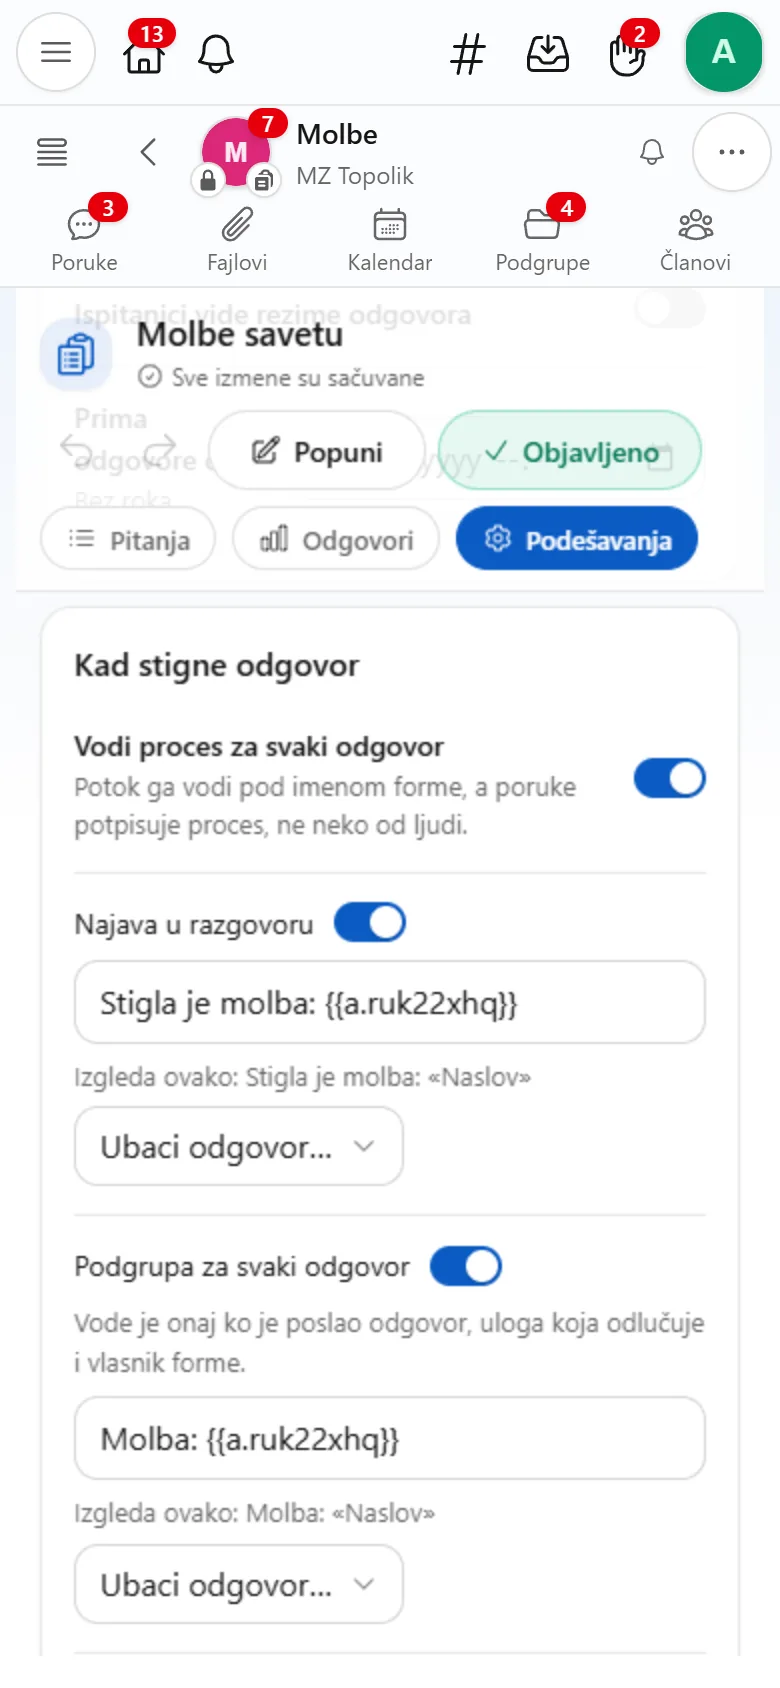 13
2
A
7
M
Molbe
MZ Topolik
3
4
Poruke
Fajlovi
Kalendar
Podgrupe
Članovi
Ispitanici vide rezime odgovora
Molbe savetu
Sve izmene su sačuvane
Prima
odgovore
yyyy --:
Popuni
Objavljeno
Bez roka
Pitanja
Odgovori
Podešavanja
Kad stigne odgovor
Vodi proces za svaki odgovor
Potok ga vodi pod imenom forme, a poruke
potpisuje proces, ne neko od ljudi.
Najava u razgovoru
Stigla je molba: {{a.ruk22xhq}}
Izgleda ovako: Stigla je molba: «Naslov»
Ubaci odgovor...
Podgrupa za svaki odgovor
Vode je onaj ko je poslao odgovor, uloga koja odlučuje
i vlasnik forme.
Molba: {{a.ruk22xhq}}
Izgleda ovako: Molba: «Naslov»
Ubaci odgovor...